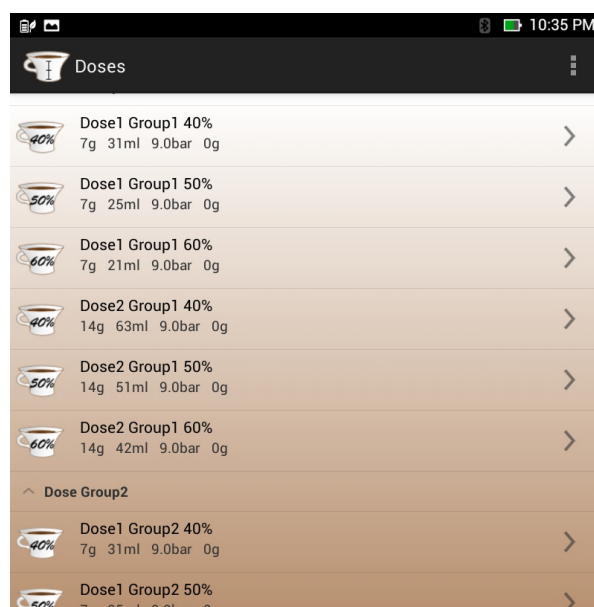 10:35 PM
Doses
40%
Dose1 Group1 40%
7g 31ml 9.0bar 0g
50%
Dose1 Group1 50%
7g 25ml 9.0bar 0g
60%
Dose1 Group1 60%
7g 21ml 9.0bar 0g
40%
Dose2 Group1 40%
14g 63ml 9.0bar 0g
50%
Dose2 Group1 50%
14g 51ml 9.0bar 0g
60%
Dose2 Group1 60%
14g 42ml 9.0bar 0g
Dose Group2
40%
Dose1 Group2 40%
7g 31ml 9.0bar 0g
50%
Dose1 Group2 50%